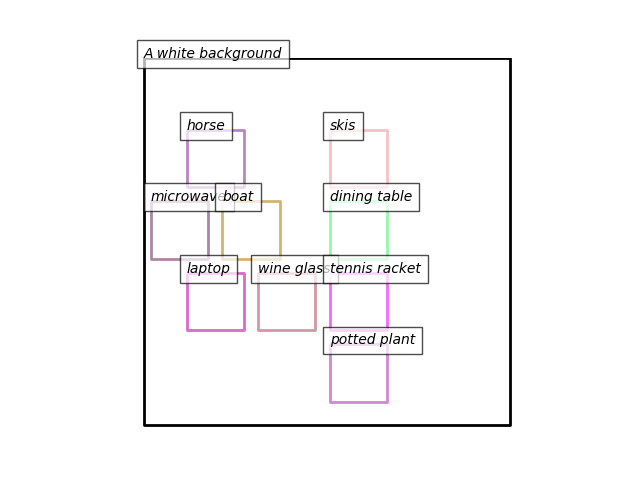 A white background
horse
skis
microwave
boat
dining table
laptop
wine glass
tennis racket
potted plant